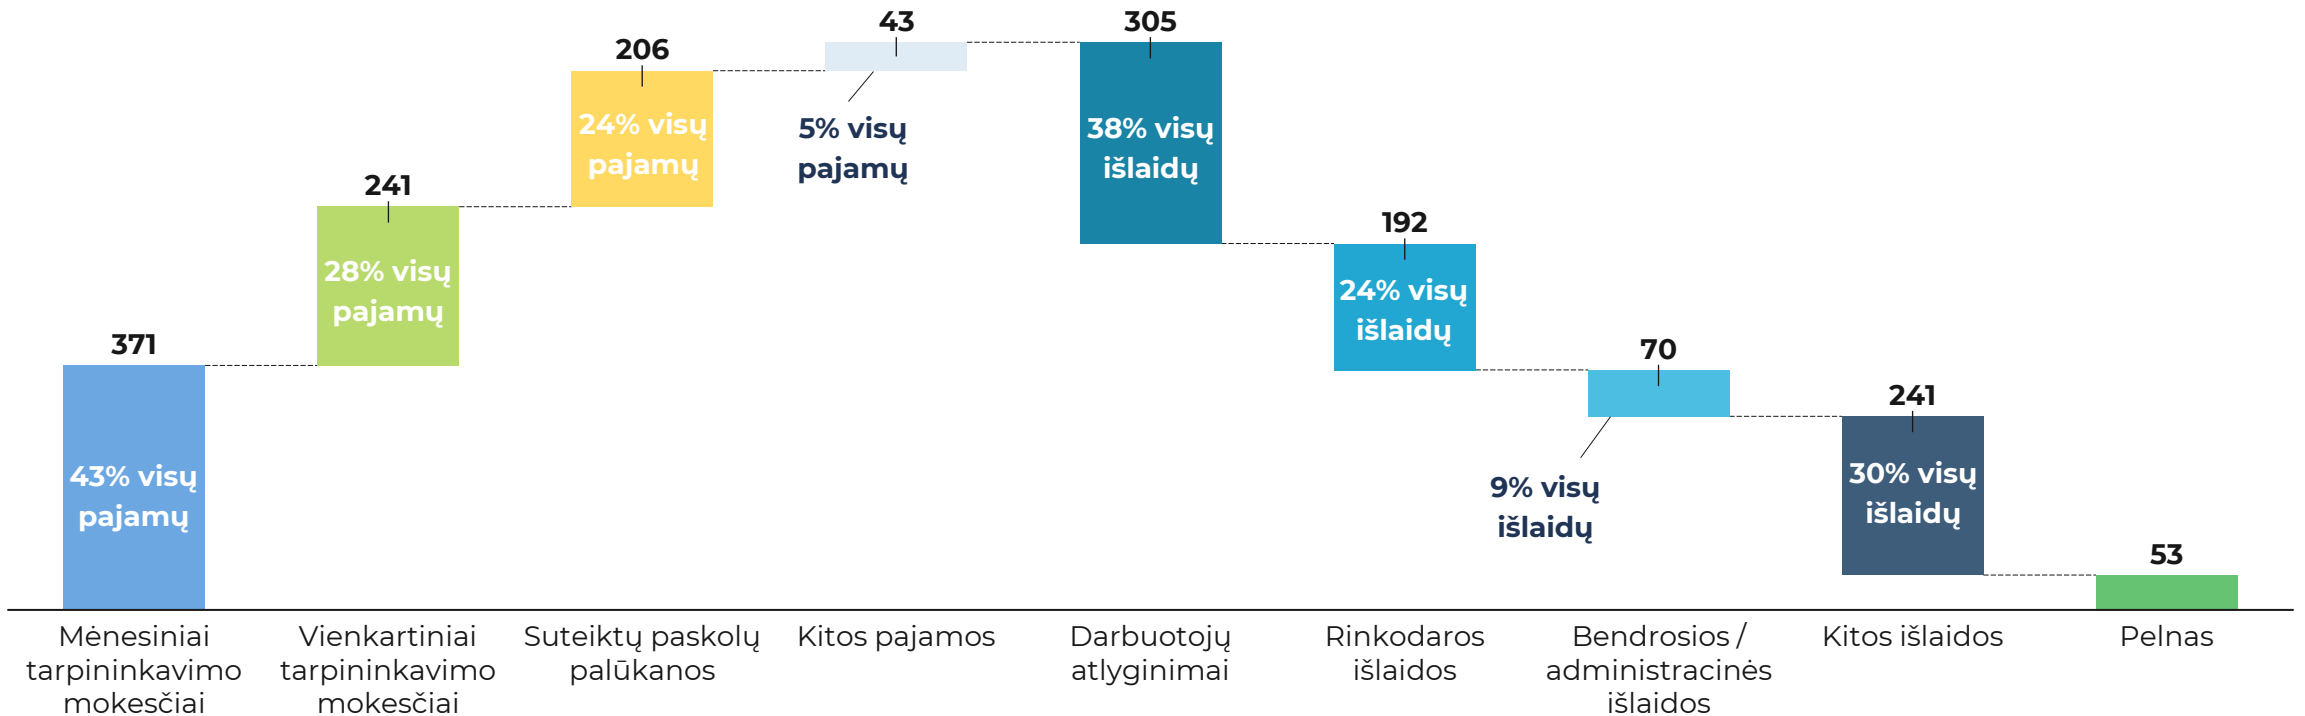 371
43% visų
pajamų
241
28% visų
pajamų
206
24% visų
pajamų
43
5% visų
pajamų
305
38% visų
išlaidų
192
24% visų
išlaidų
70
9% visų
išlaidų
241
30% visų
išlaidų
53
Mėnesiniai
tarpininkavimo
mokesčiai
Vienkartiniai
tarpininkavimo
mokesčiai
Suteiktų paskolų
palūkanos
Kitos pajamos
Darbuotojų
atlyginimai
Rinkodaros
išlaidos
Bendrosios /
administracinės
išlaidos
Kitos išlaidos
Pelnas